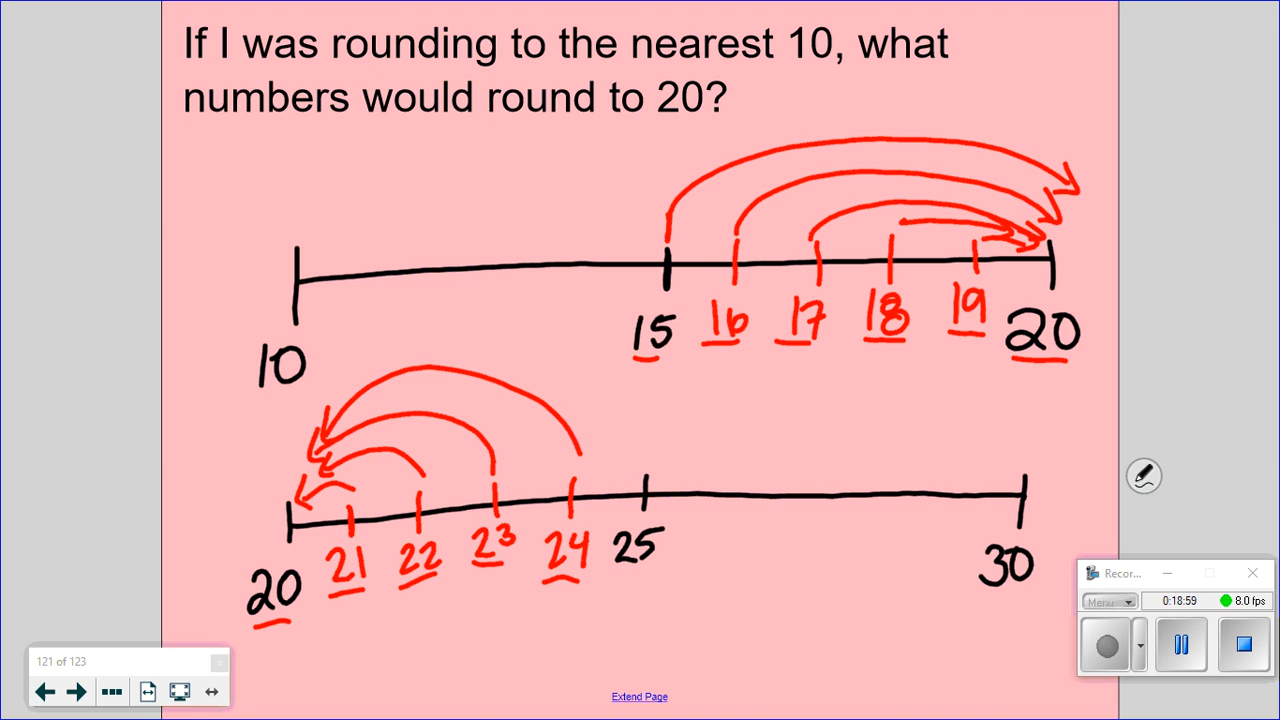 If I was rounding to the nearest 10, what
numbers would round to 20?
10 15 16 17 18 19 20
20 21 22 23 24 25 30
Recor...
Menu 0:18:59 8.0 fps
121 of 123
Extend Page